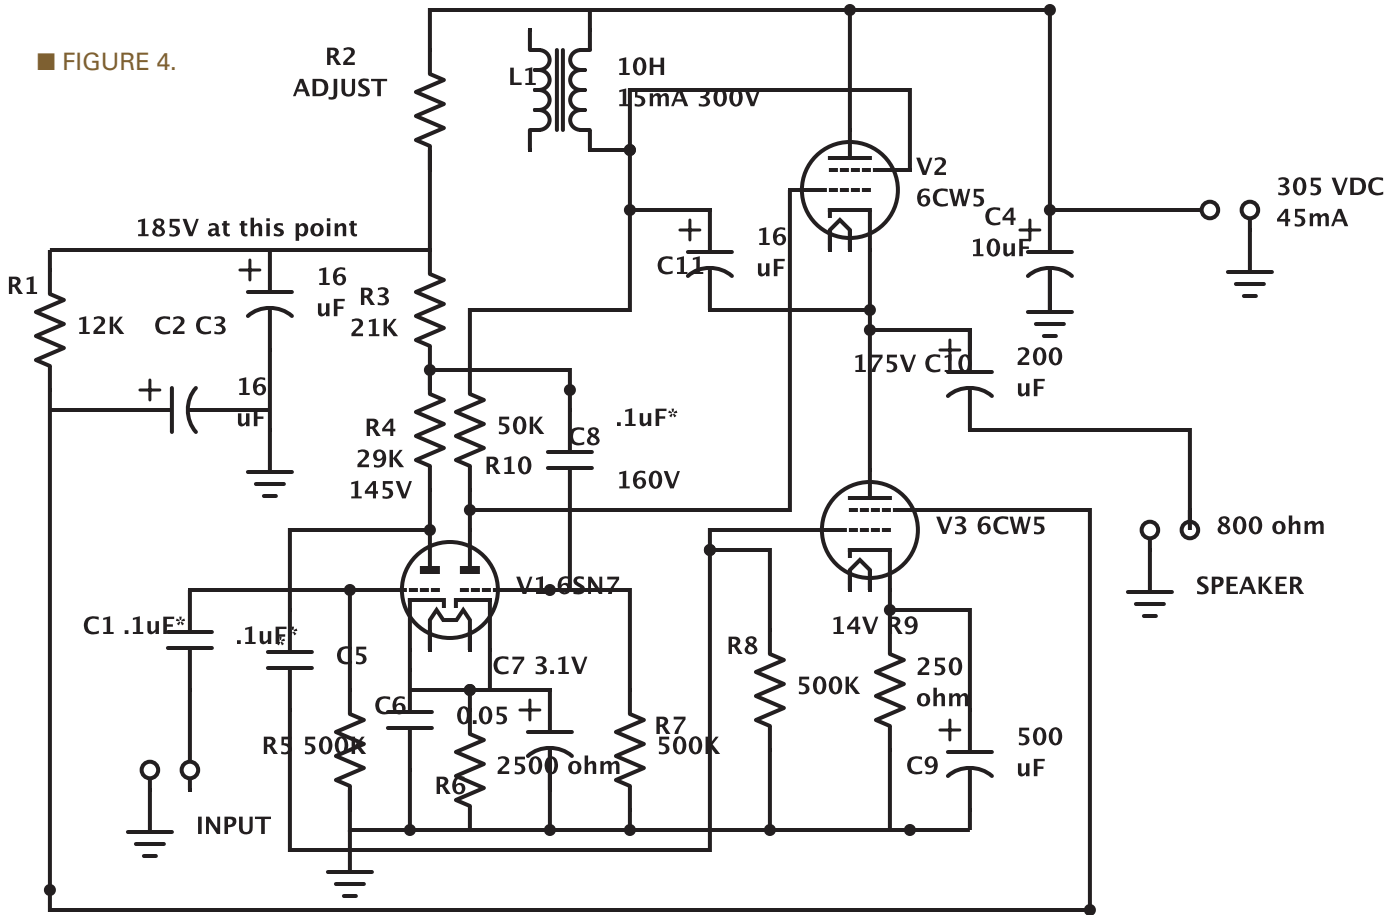 ■ FIGURE 4.
R2
ADJUST
L1
10H
15mA 300V
V2
6CW5
305 VDC
45mA
C4
10uF
185V at this point
R1
12K
C2 C3
16
uF
R3
21K
C11
16
uF
16
uF
175V C10
200
uF
R4
29K
145V
50K
R10
C8
.1uF*
160V
V1 6SN7
V3 6CW5
800 ohm
SPEAKER
C1 .1uF*
.1uF*
C5
C7 3.1V
14V R9
R8
500K
250
ohm
C6
0.05
R5 500K
R6
2500 ohm
R7
500K
C9
500
uF
INPUT